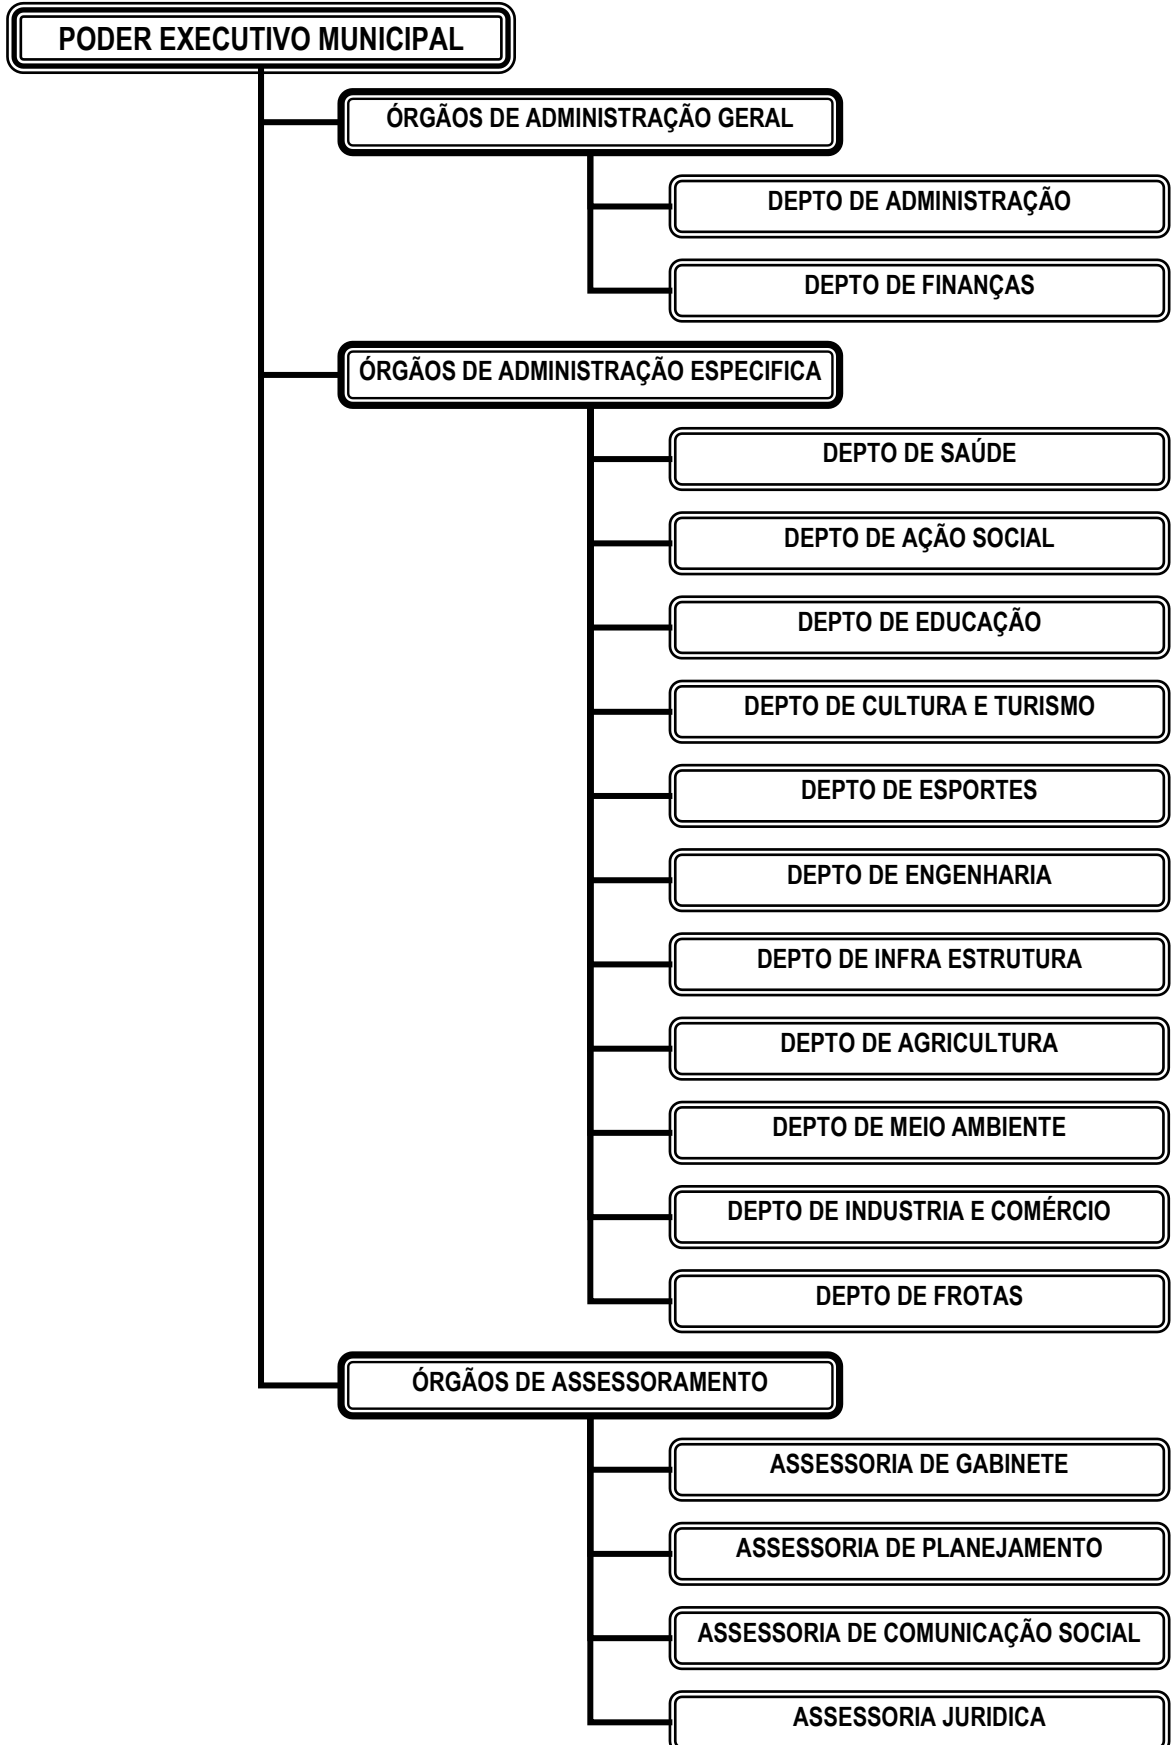 PODER EXECUTIVO MUNICIPAL
ÓRGÃOS DE ADMINISTRAÇÃO GERAL
DEPTO DE ADMINISTRAÇÃO
DEPTO DE FINANÇAS
ÓRGÃOS DE ADMINISTRAÇÃO ESPECIFICA
DEPTO DE SAÚDE
DEPTO DE AÇÃO SOCIAL
DEPTO DE EDUCAÇÃO
DEPTO DE CULTURA E TURISMO
DEPTO DE ESPORTES
DEPTO DE ENGENHARIA
DEPTO DE INFRA ESTRUTURA
DEPTO DE AGRICULTURA
DEPTO DE MEIO AMBIENTE
DEPTO DE INDUSTRIA E COMÉRCIO
DEPTO DE FROTAS
ÓRGÃOS DE ASSESSORAMENTO
ASSESSORIA DE GABINETE
ASSESSORIA DE PLANEJAMENTO
ASSESSORIA DE COMUNICAÇÃO SOCIAL
ASSESSORIA JURIDICA